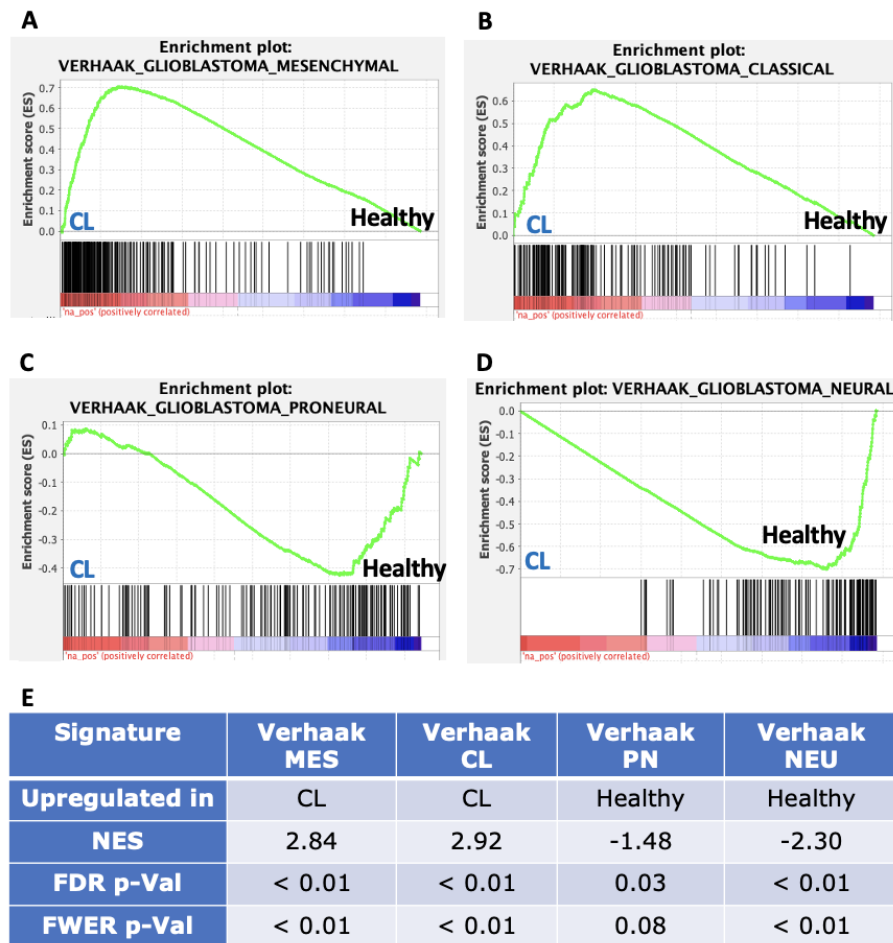 A
Enrichment plot:
VERHAAK_GLIOBLASTOMA_MESENCHYMAL
Enrichment score (ES)
0.7
0.6
0.5
0.4
0.3
0.2
0.1
0.0
CL
Healthy
'na_pos' (positively correlated)
B
Enrichment plot:
VERHAAK_GLIOBLASTOMA_CLASSICAL
Enrichment score (ES)
0.6
0.5
0.4
0.3
0.2
0.1
0.0
CL
Healthy
'na_pos' (positively correlated)
C
Enrichment plot:
VERHAAK_GLIOBLASTOMA_PRONEURAL
Enrichment score (ES)
0.1
0.0
-0.1
-0.2
-0.3
-0.4
CL
Healthy
'na_pos' (positively correlated)
D
Enrichment plot: VERHAAK_GLIOBLASTOMA_NEURAL
Enrichment score (ES)
0.0
-0.1
-0.2
-0.3
-0.4
-0.5
-0.6
-0.7
CL
Healthy
'na_pos' (positively correlated)
E
Signature Verhaak MES Verhaak CL Verhaak PN Verhaak NEU
Upregulated in CL CL Healthy Healthy
NES 2.84 2.92 -1.48 -2.30
FDR p-Val < 0.01 < 0.01 0.03 < 0.01
FWER p-Val < 0.01 < 0.01 0.08 < 0.01